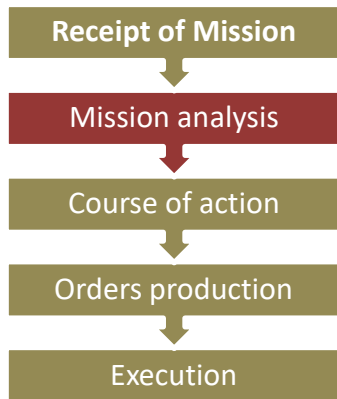 Receipt of Mission
Mission analysis
Course of action
Orders production
Execution